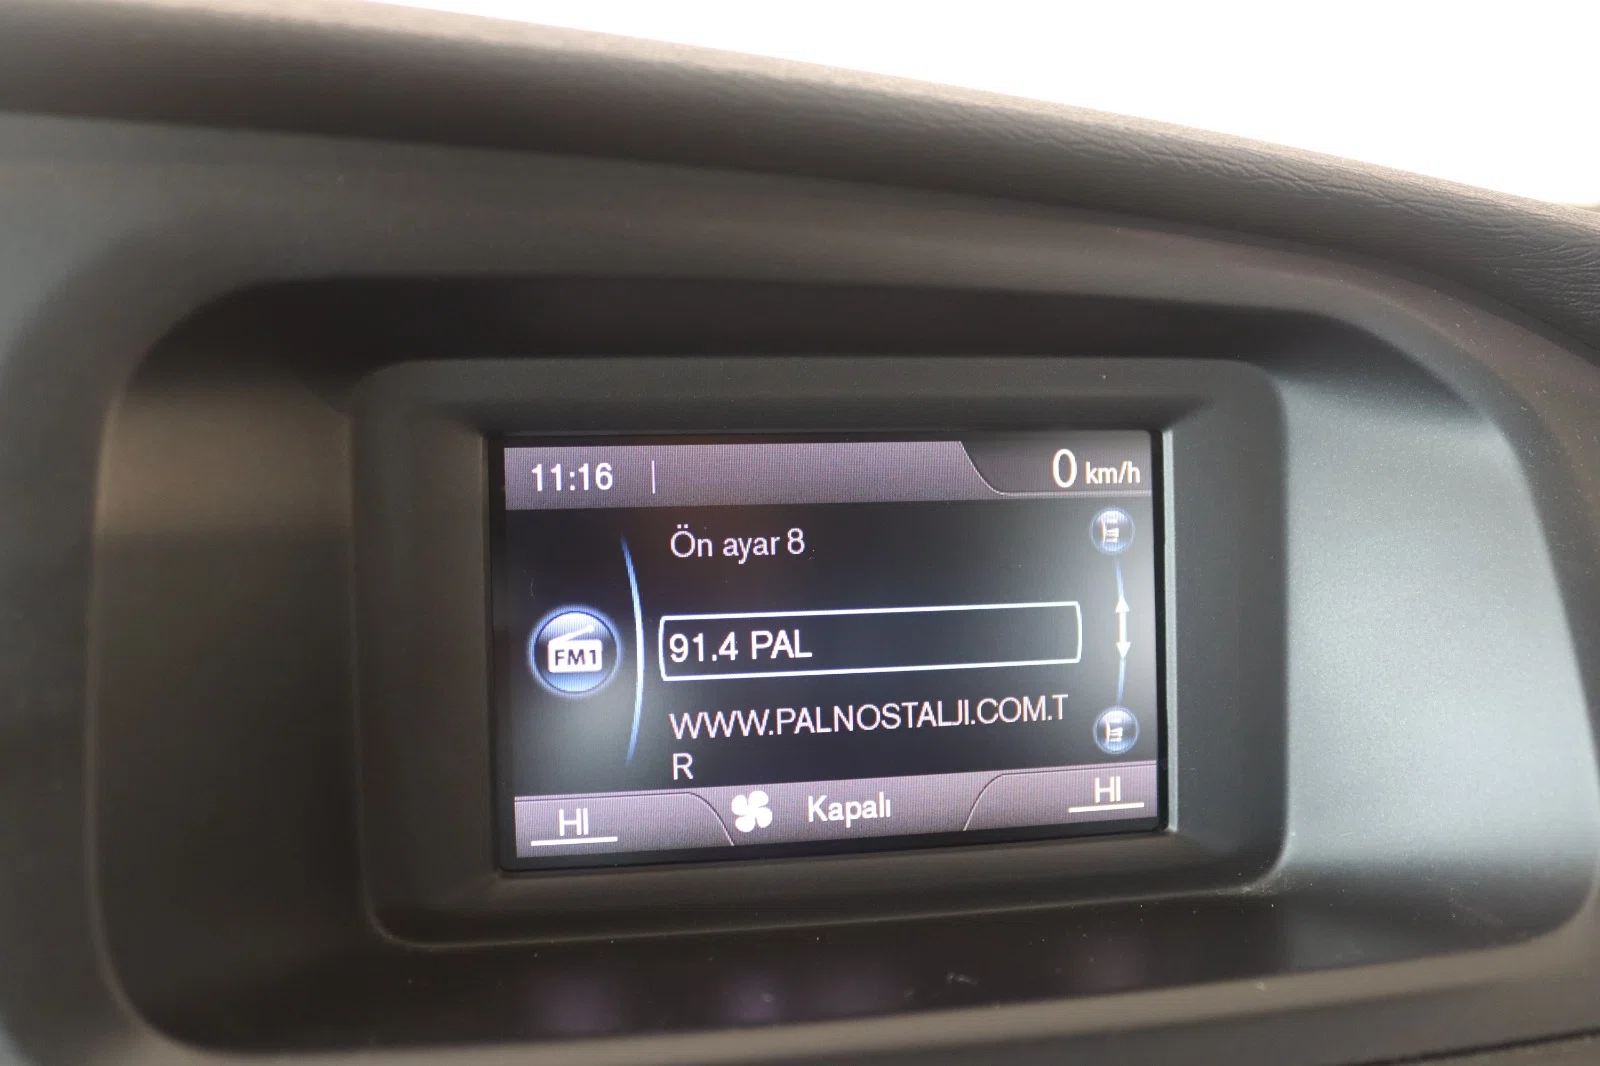 11:16
0 km/h
Ön ayar 8
FM1
91.4 PAL
WWW.PALNOSTALJI.COM.T
R
HI
Kapalı
HI